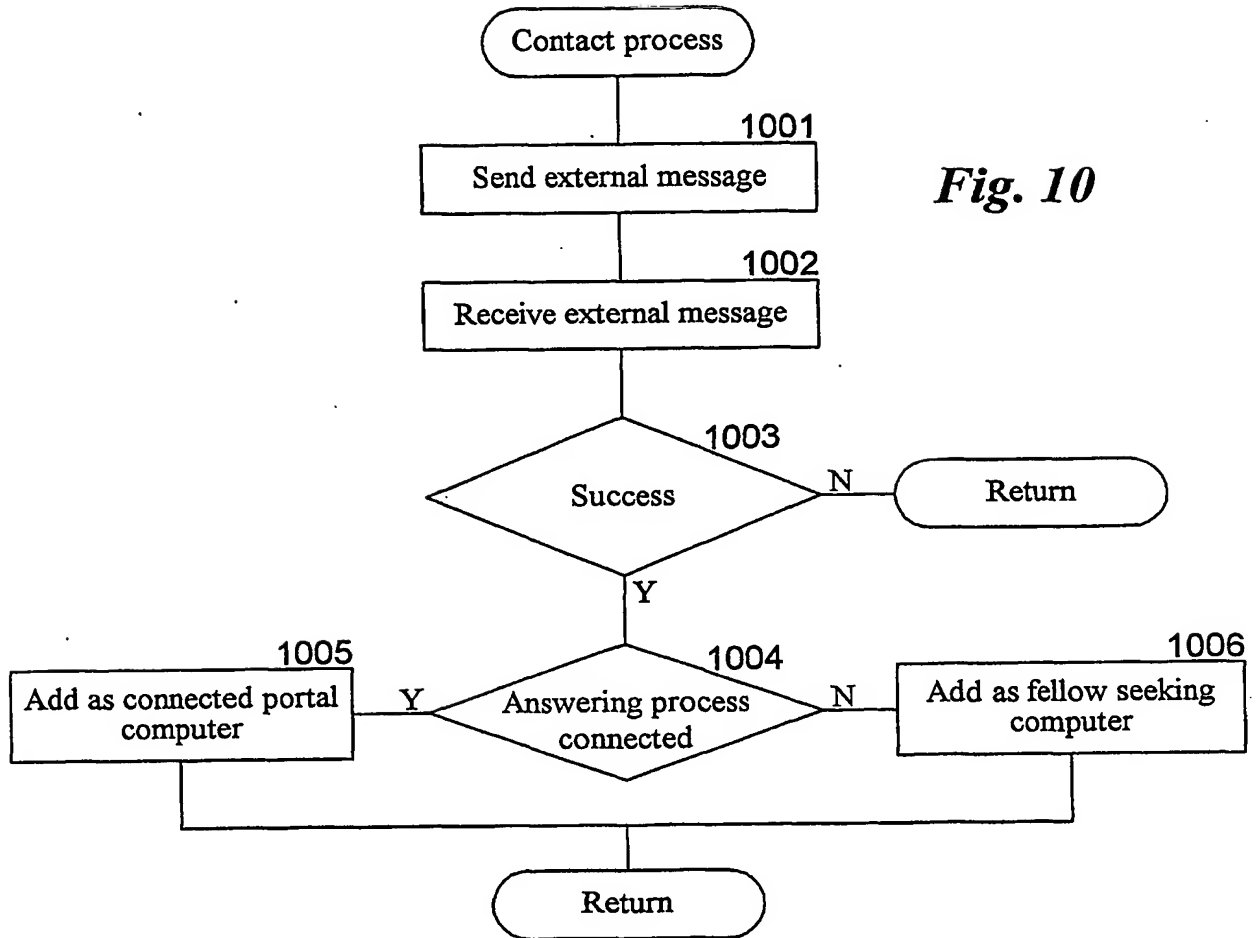 Contact process
1001
Send external message
Fig. 10
1002
Receive external message
1003
Success
N
Return
Y
1005
Add as connected portal
computer
Y
1004
Answering process
connected
N
1006
Add as fellow seeking
computer
Return